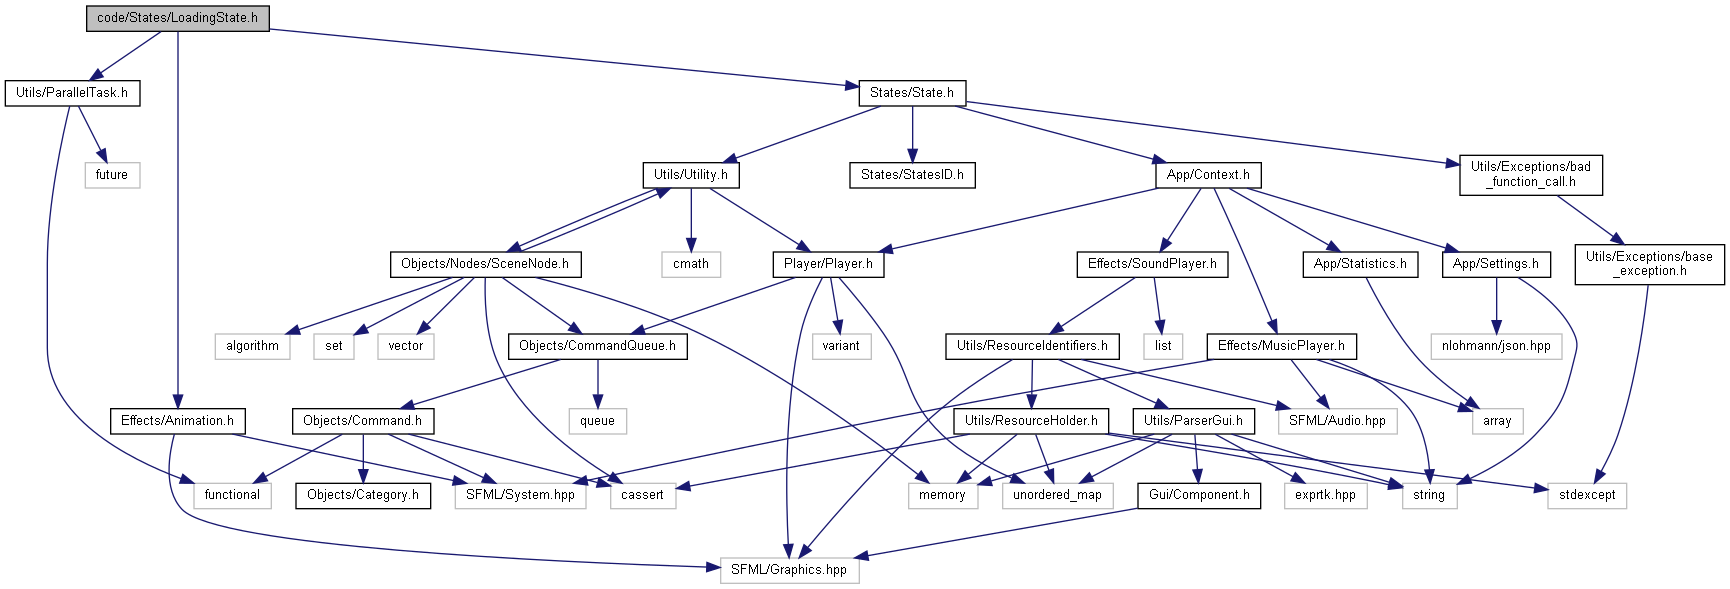 code/States/LoadingState.h
Utils/ParallelTask.h
States/State.h
future
Utils/Utility.h
States/StatesID.h
App/Context.h
Utils/Exceptions/bad
_function_call.h
Objects/Nodes/SceneNode.h
cmath
Player/Player.h
Effects/SoundPlayer.h
App/Statistics.h
App/Settings.h
Utils/Exceptions/base
_exception.h
algorithm
set
vector
Objects/CommandQueue.h
variant
Utils/ResourceIdentifiers.h
list
Effects/MusicPlayer.h
nlohmann/json.hpp
Effects/Animation.h
Objects/Command.h
queue
Utils/ResourceHolder.h
Utils/ParserGui.h
SFML/Audio.hpp
array
functional
Objects/Category.h
SFML/System.hpp
cassert
memory
unordered_map
Gui/Component.h
exprtk.hpp
string
stdexcept
SFML/Graphics.hpp